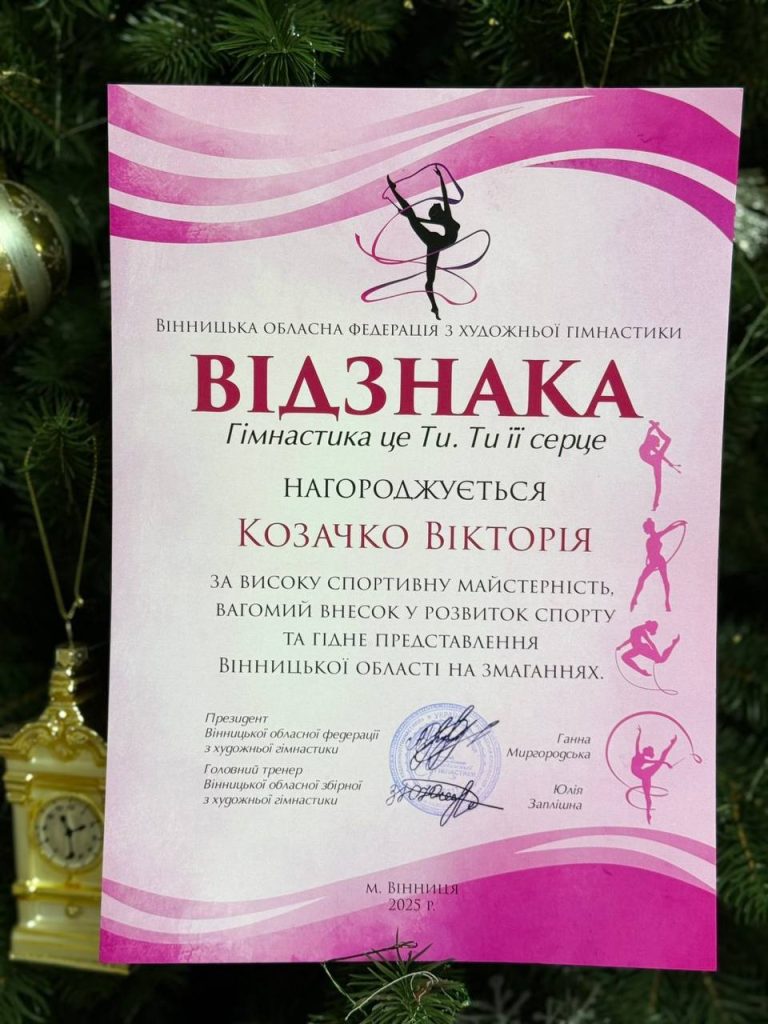 Вінницька обласна федерація з художньої гімнастики
ВІДЗНАКА
Гімнастика це Ти. Ти її серце
НАГОРОДЖУЄТЬСЯ
Козачко Вікторія
за високу спортивну майстерність,
вагомий внесок у розвиток спорту
та гідне представлення
Вінницької області на змаганнях.
Президент
Вінницької обласної федерації
з художньої гімнастики
Ганна
Миргородська
Головний тренер
Вінницької обласної збірної
з художньої гімнастики
Юлія
Заплішна
м. Вінниця
2025 р.